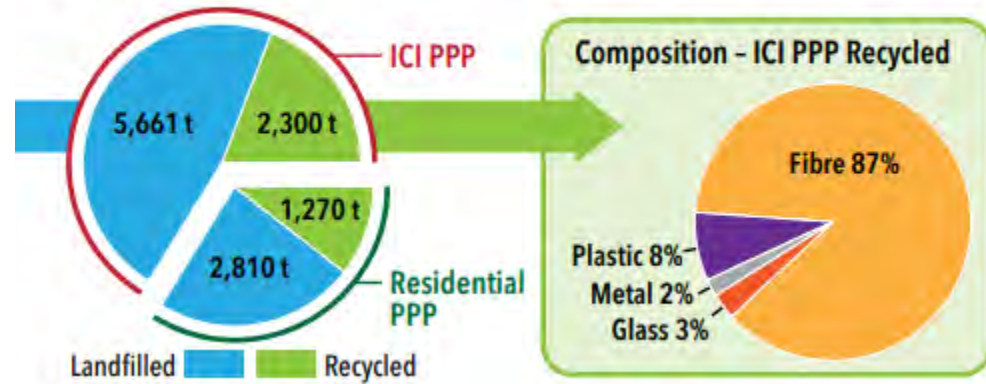 ICI PPP
5,661 t
2,300 t
1,270 t
2,810 t
Residential
PPP
Landfilled
Recycled
Composition – ICI PPP Recycled
Fibre 87%
Plastic 8%
Metal 2%
Glass 3%